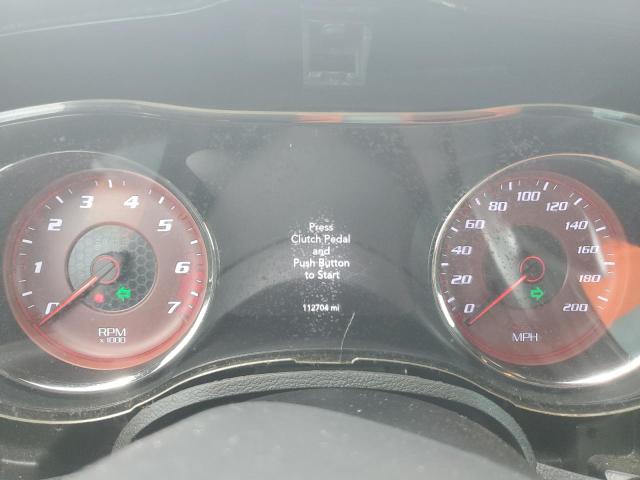 0
1
2
3
4
5
6
7
RPM
x 1000
Press
Clutch Pedal
and
Push Button
to Start
112704 mi
0
20
40
60
80
100
120
140
160
180
200
MPH